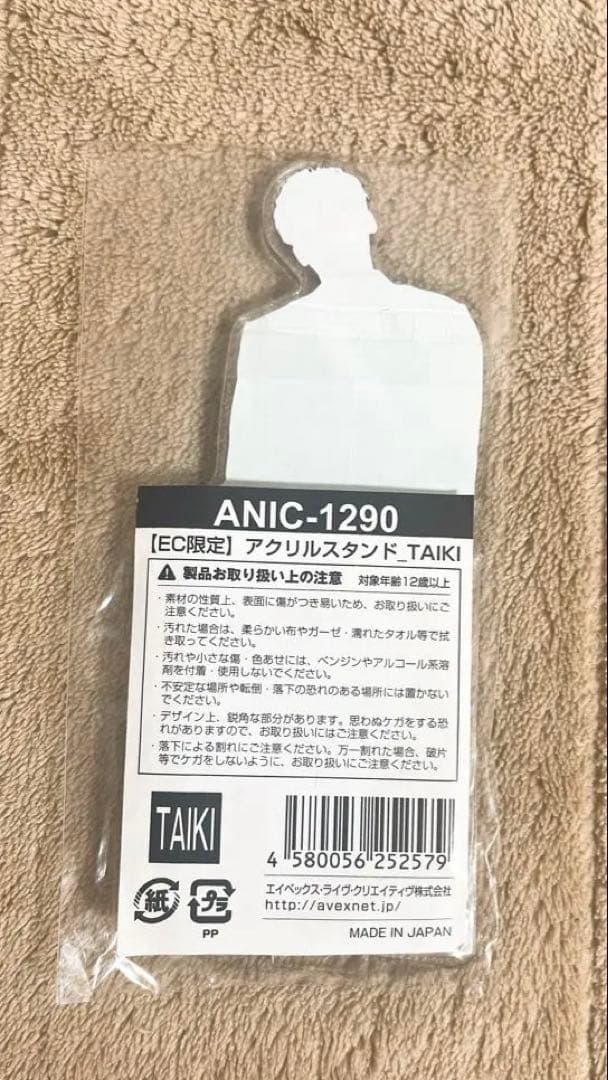 ANIC-1290
【EC限定】アクリルスタンド_TAIKI
製品お取り扱い上の注意 対象年齢12歳以上
・素材の性質上、表面に傷がつき易いため、お取り扱いにご
注意ください。
・汚れた場合は、柔らかい布やガーゼ・濡れたタオル等で拭
き取ってください。
・汚れや小さな傷・色あせには、ベンジンやアルコール系溶
剤を付着・使用しないでください。
・不安定な場所や転倒・落下の恐れのある場所には置かない
でください。
・デザイン上、鋭角な部分があります。思わぬケガをする恐
れがありますので、お取り扱いにはご注意ください。
・落下による割れにご注意ください。万一割れた場合、破片
等でケガをしないように、お取り扱いにご注意ください。
TAIKI
4 580056 252579
紙
プラ
PP
エイベックス・ライヴ・クリエイティヴ株式会社
http://avexnet.jp/
MADE IN JAPAN